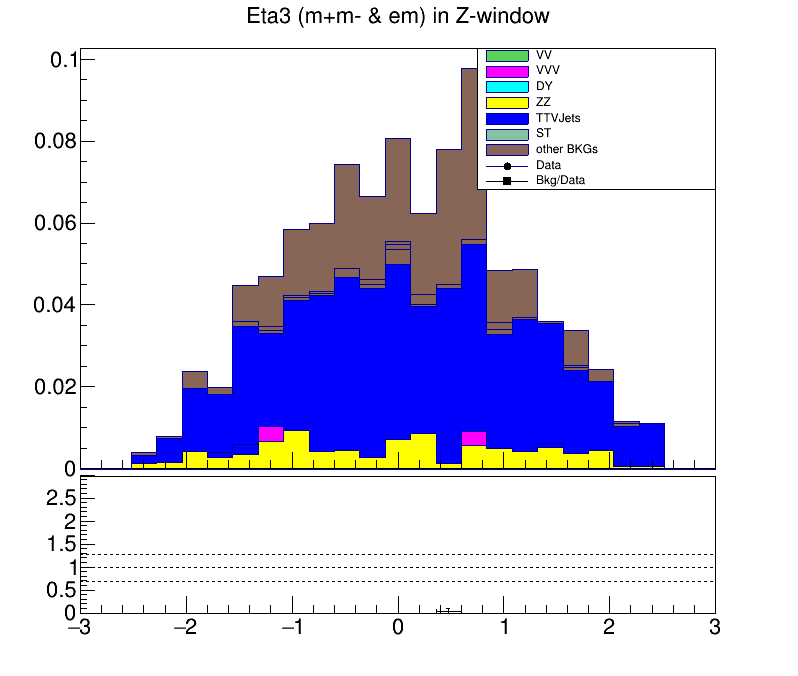 Eta3 (m+m- & em) in Z-window
0.1
0.08
0.06
0.04
0.02
0
VV
VVV
DY
ZZ
TTVJets
ST
other BKGs
Data
Bkg/Data
2.5
2
1.5
1
0.5
0
−3 −2 −1 0 1 2 3